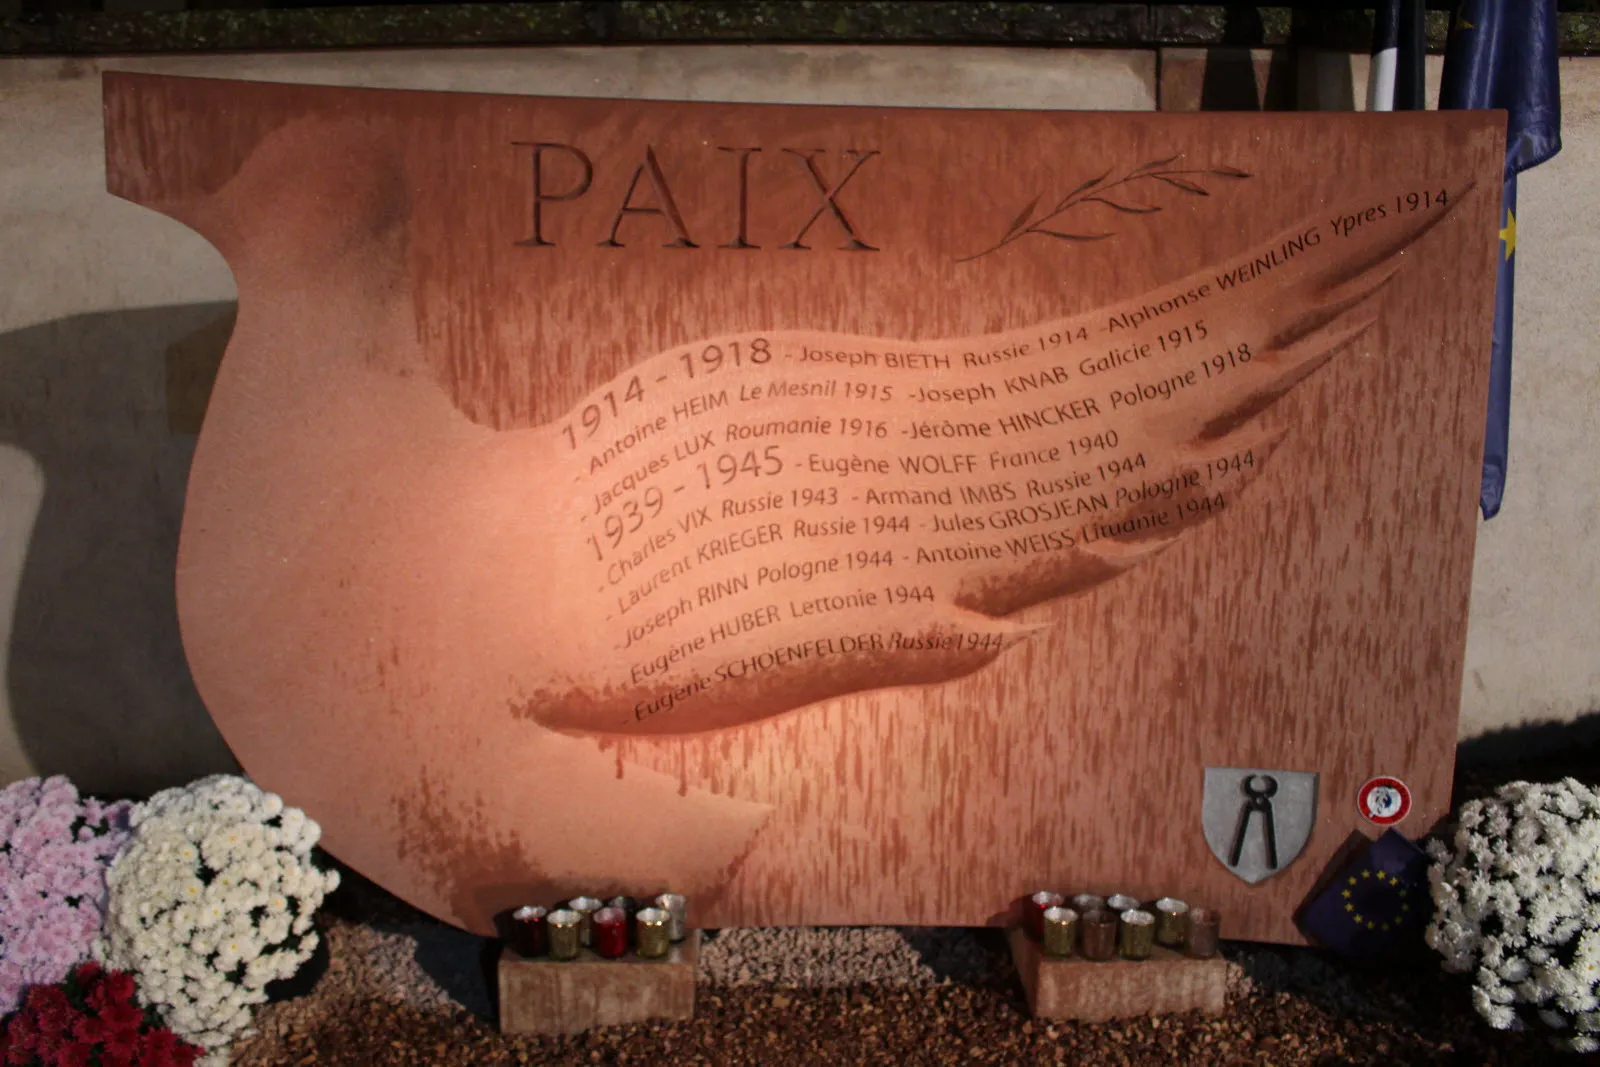 PAIX
1914 - 1918 - Joseph BIETH Russie 1914 - Alphonse WEINLING Ypres 1914
- Antoine HEIM Le Mesnil 1915 - Joseph KNAB Galicie 1915
- Jacques LUX Roumanie 1916 - Jérôme HINCKER Pologne 1918
1939 - 1945 - Eugène WOLFF France 1940
- Charles VIX Russie 1943 - Armand IMBS Russie 1944
- Laurent KRIEGER Russie 1944 - Jules GROSJEAN Pologne 1944
- Joseph RINN Pologne 1944 - Antoine WEISS Lituanie 1944
- Eugène HUBER Lettonie 1944
- Eugène SCHOENFELDER Russie 1944